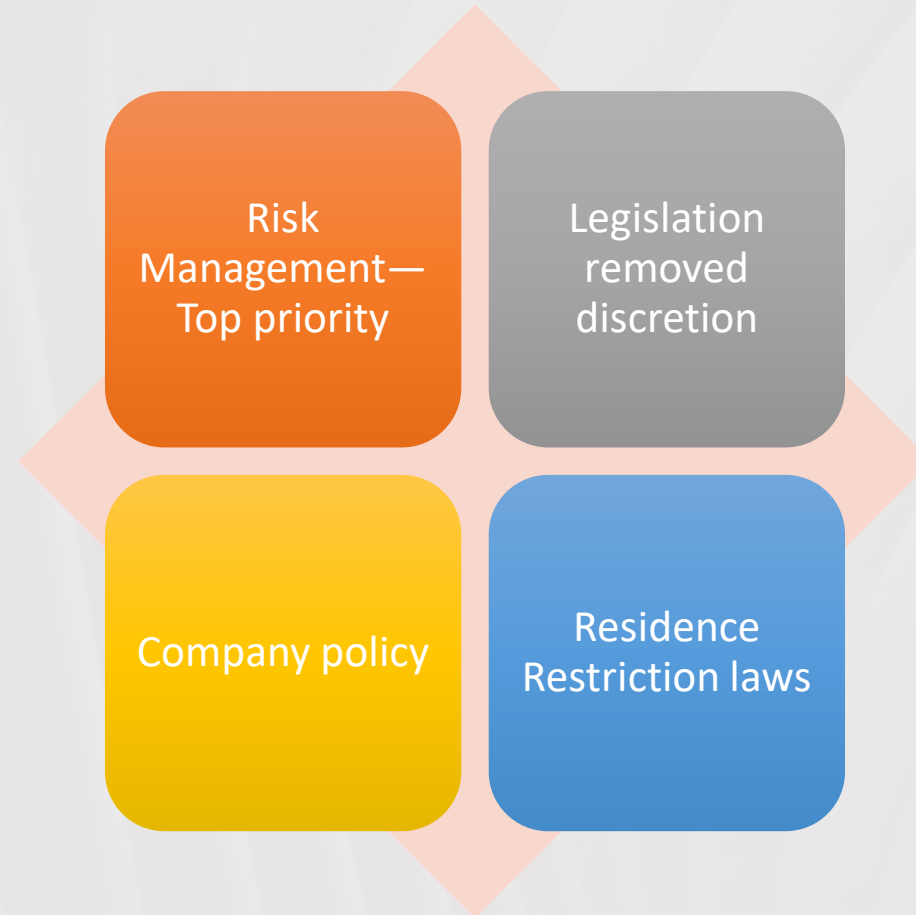 Risk
Management—
Top priority
Legislation
removed
discretion
Company policy
Residence
Restriction laws